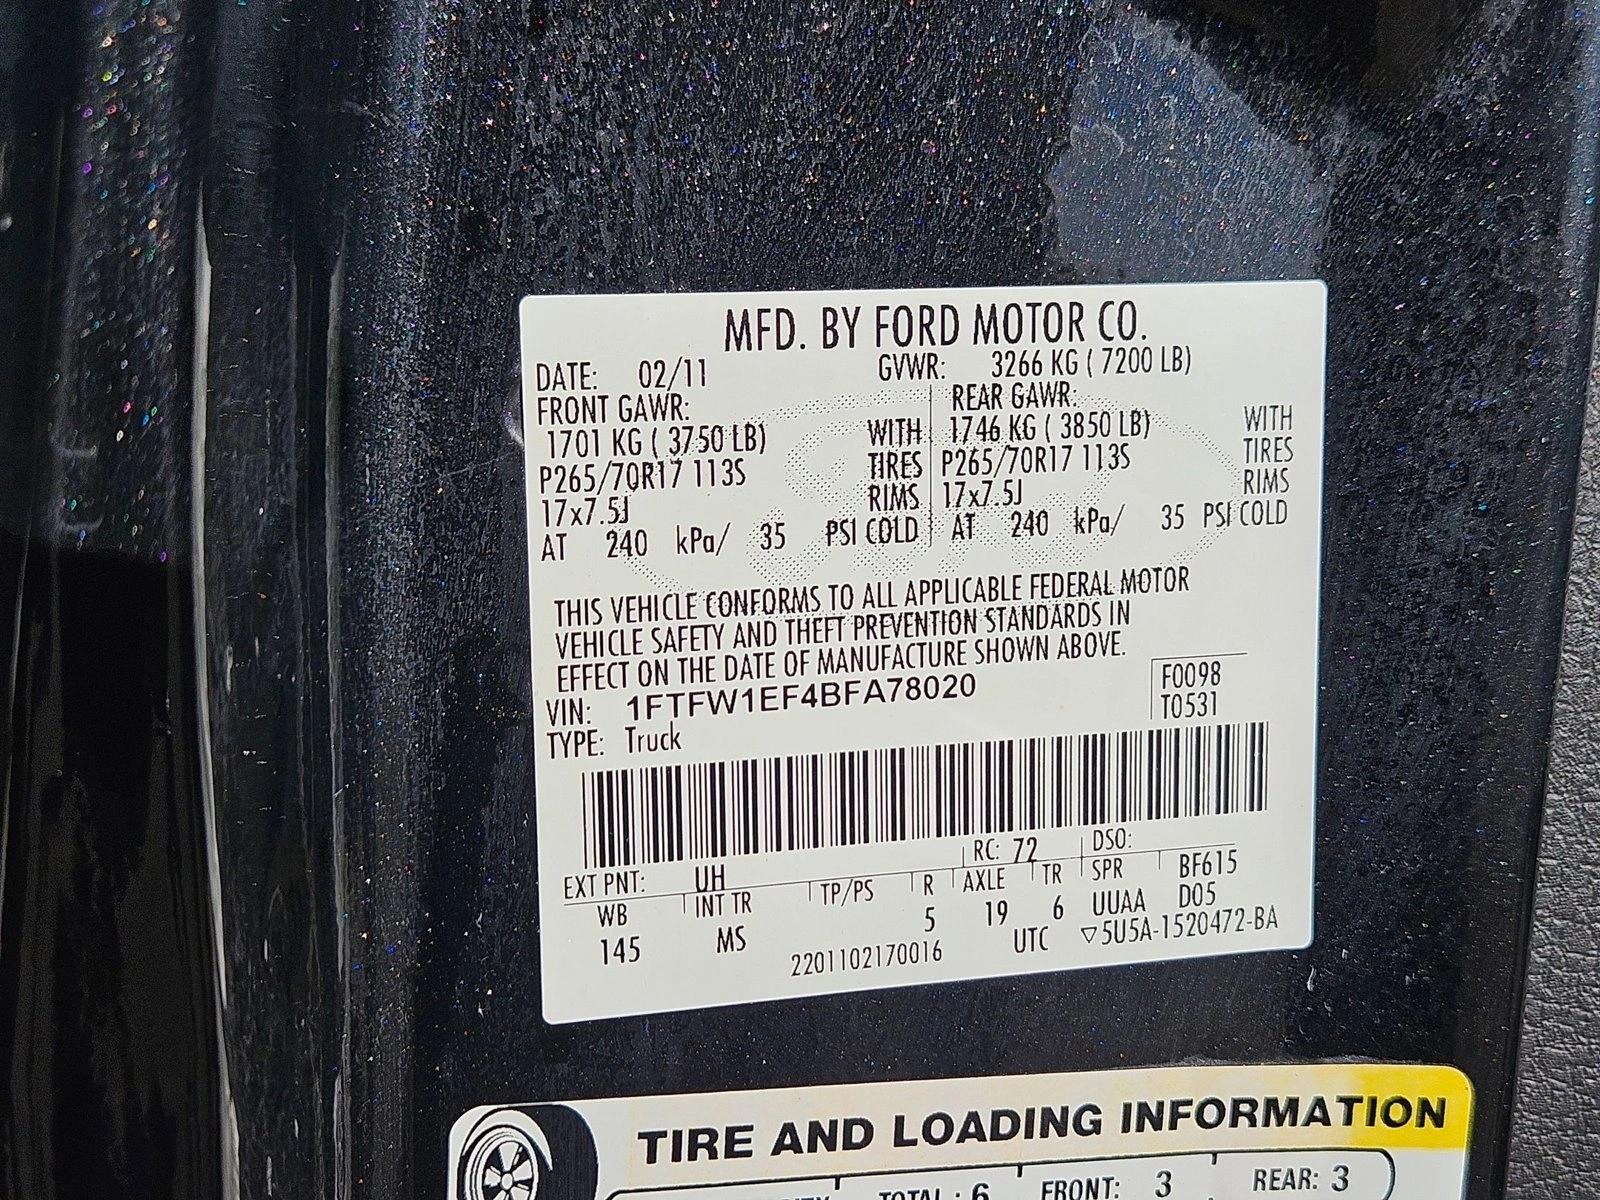 MFD. BY FORD MOTOR CO.
DATE: 02/11 GVWR: 3266 KG ( 7200 LB)
FRONT GAWR: REAR GAWR:
1701 KG ( 3750 LB) WITH 1746 KG ( 3850 LB) WITH
P265/70R17 113S TIRES P265/70R17 113S TIRES
17x7.5J RIMS 17x7.5J RIMS
AT 240 kPa/ 35 PSI COLD AT 240 kPa/ 35 PSI COLD
THIS VEHICLE CONFORMS TO ALL APPLICABLE FEDERAL MOTOR
VEHICLE SAFETY AND THEFT PREVENTION STANDARDS IN
EFFECT ON THE DATE OF MANUFACTURE SHOWN ABOVE.
VIN: 1FTFW1EF4BFA78020 F0098
TYPE: Truck T0531
EXT PNT: UH RC: 72 DSO:
WB INT TR TP/PS R AXLE TR SPR BF615
145 MS 5 19 6 UUAA D05
2201102170016 UTC ▽5U5A-1520472-BA
TIRE AND LOADING INFORMATION
TOTAL : 6 FRONT: 3 REAR: 3